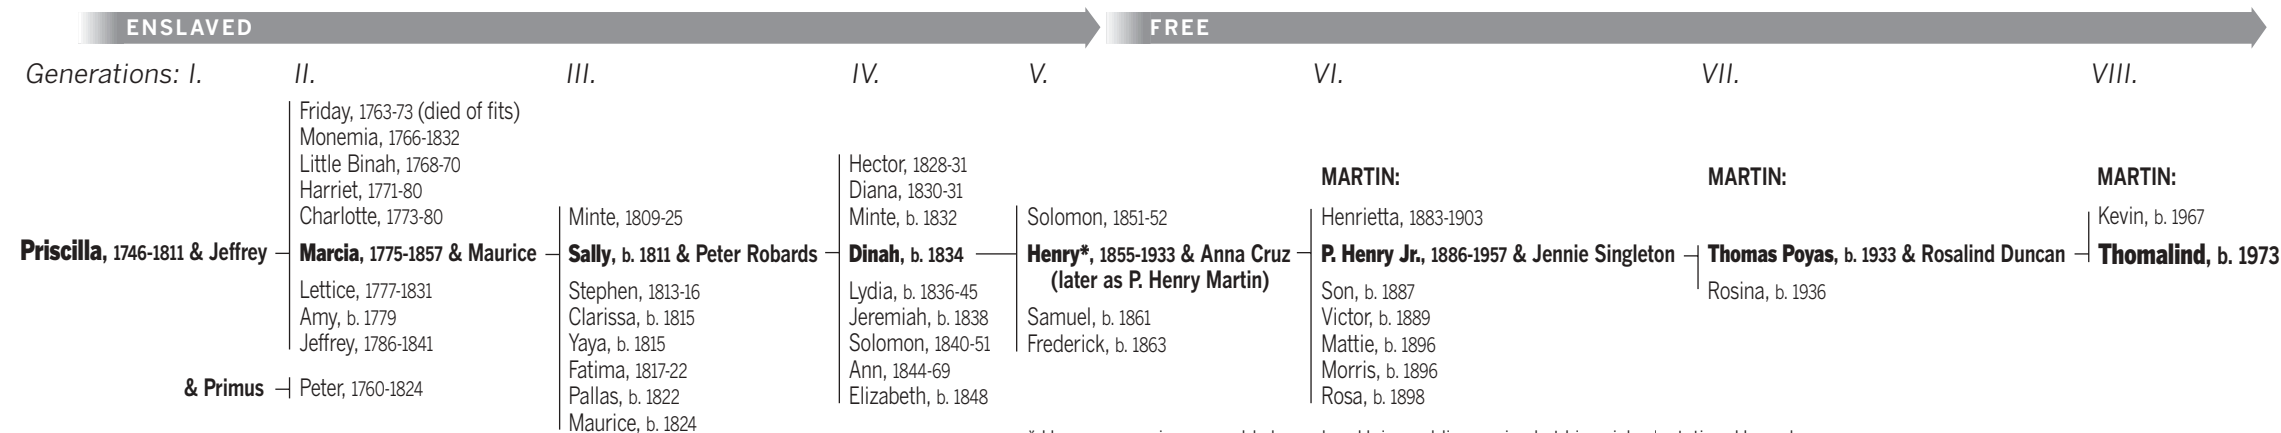 ENSLAVED
FREE
Generations: I.
II.
III.
IV.
V.
VI.
VII.
VIII.
Priscilla, 1746-1811 & Jeffrey
& Primus
Friday, 1763-73 (died of fits)
Monemia, 1766-1832
Little Binah, 1768-70
Harriet, 1771-80
Charlotte, 1773-80
Marcia, 1775-1857 & Maurice
Lettice, 1777-1831
Amy, b. 1779
Jeffrey, 1786-1841
Peter, 1760-1824
Minte, 1809-25
Sally, b. 1811 & Peter Robards
Stephen, 1813-16
Clarissa, b. 1815
Yaya, b. 1815
Fatima, 1817-22
Pallas, b. 1822
Maurice, b. 1824
Hector, 1828-31
Diana, 1830-31
Minte, b. 1832
Dinah, b. 1834
Lydia, b. 1836-45
Jeremiah, b. 1838
Solomon, 1840-51
Ann, 1844-69
Elizabeth, b. 1848
Solomon, 1851-52
Henry*, 1855-1933 & Anna Cruz
(later as P. Henry Martin)
Samuel, b. 1861
Frederick, b. 1863
MARTIN:
Henrietta, 1883-1903
P. Henry Jr., 1886-1957 & Jennie Singleton
Son, b. 1887
Victor, b. 1889
Mattie, b. 1896
Morris, b. 1896
Rosa, b. 1898
MARTIN:
Thomas Poyas, b. 1933 & Rosalind Duncan
Rosina, b. 1936
MARTIN:
Kevin, b. 1967
Thomalind, b. 1973